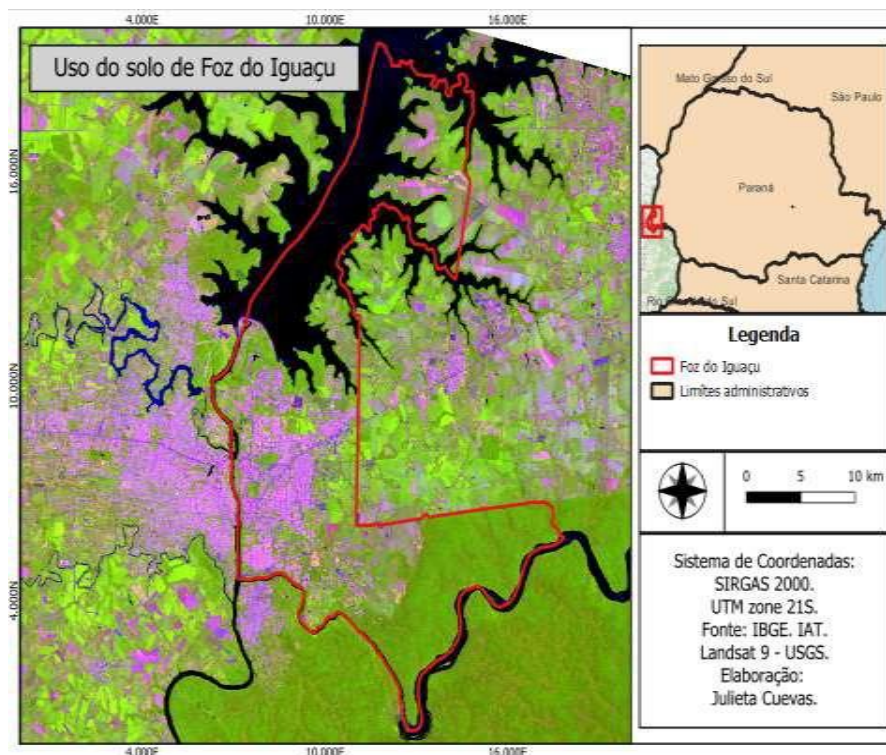 4.000E 10.000E 16.000E
Uso do solo de Foz do Iguaçu
16.000N
10.000N
4.000N
4.000E 10.000E 16.000E
Mato Grosso do Sul
São Paulo
Paraná
Santa Catarina
Sul
Legenda
Foz do Iguaçu
Limites administrativos
0 5 10 km
Sistema de Coordenadas:
SIRGAS 2000.
UTM zone 21S.
Fonte: IBGE. IAT.
Landsat 9 - USGS.
Elaboração:
Julieta Cuevas.